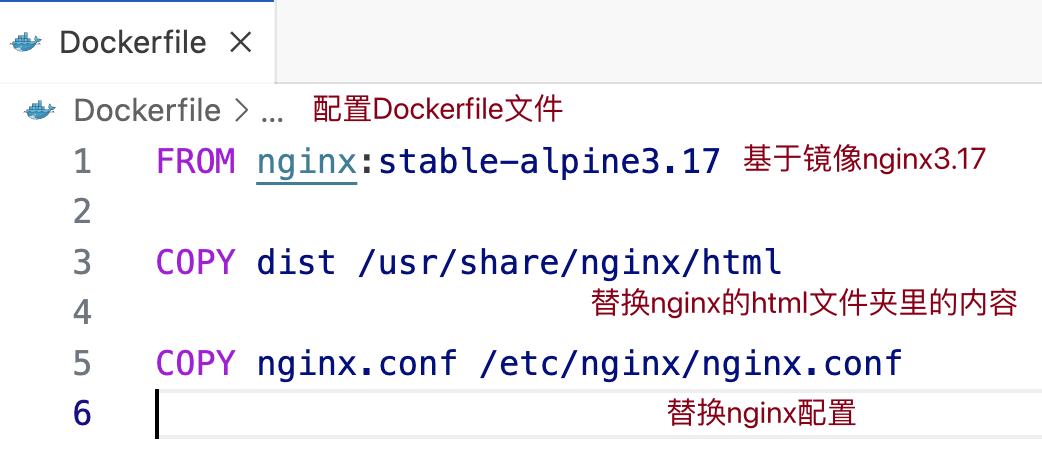 Dockerfile
Dockerfile > ... 配置Dockerfile文件
1 FROM nginx:stable-alpine3.17 基于镜像nginx3.17
2
3 COPY dist /usr/share/nginx/html
替换nginx的html文件夹里的内容
4
5 COPY nginx.conf /etc/nginx/nginx.conf
6 替换nginx配置